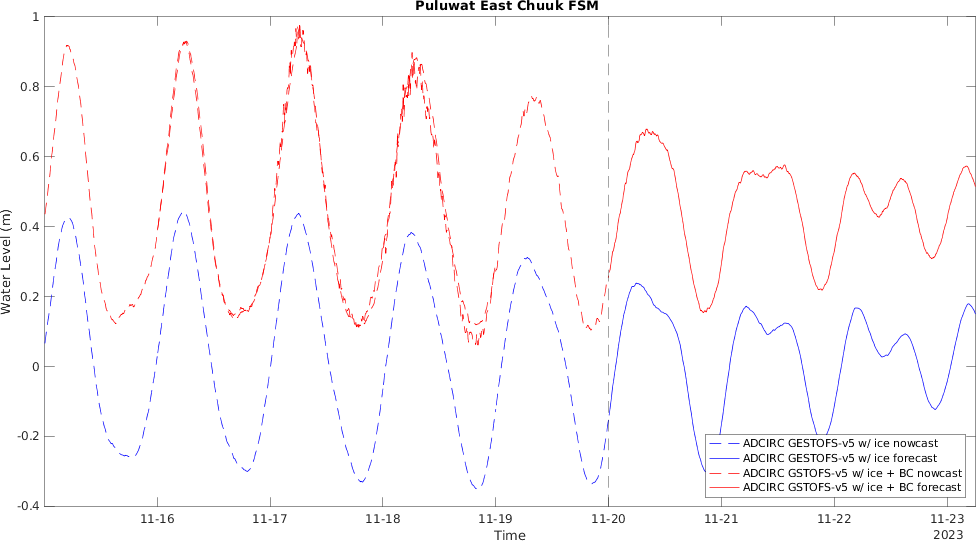 Puluwat East Chuuk FSM
1
0.8
0.6
0.4
0.2
0
-0.2
-0.4
Water Level (m)
ADCIRC GESTOFS-v5 w/ ice nowcast
ADCIRC GESTOFS-v5 w/ ice forecast
ADCIRC GSTOFS-v5 w/ ice + BC nowcast
ADCIRC GSTOFS-v5 w/ ice + BC forecast
11-16 11-17 11-18 11-19 11-20 11-21 11-22 11-23
Time 2023